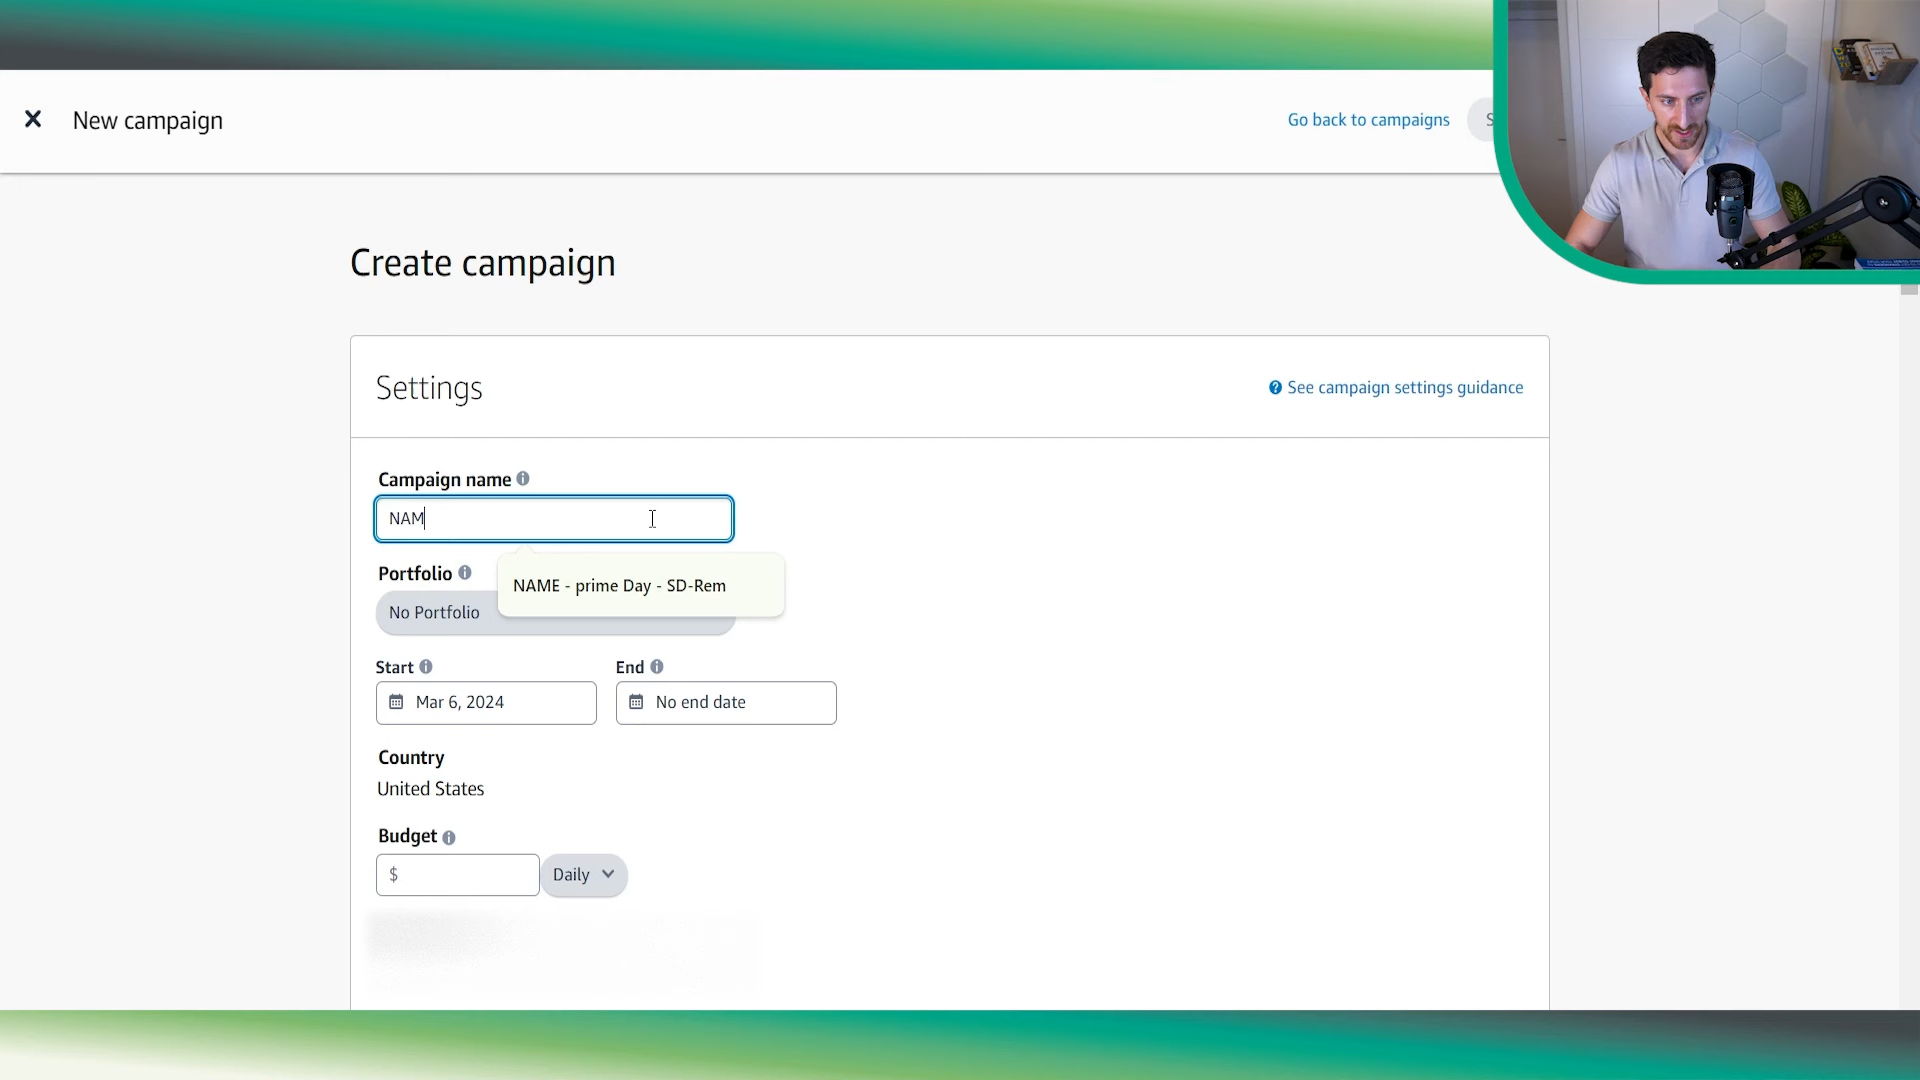 New campaign
Go back to campaigns
S
Create campaign
Settings
See campaign settings guidance
Campaign name
NAM
NAME - prime Day - SD-Rem
Portfolio
No Portfolio
Start
End
Mar 6, 2024
No end date
Country
United States
Budget
$
Daily